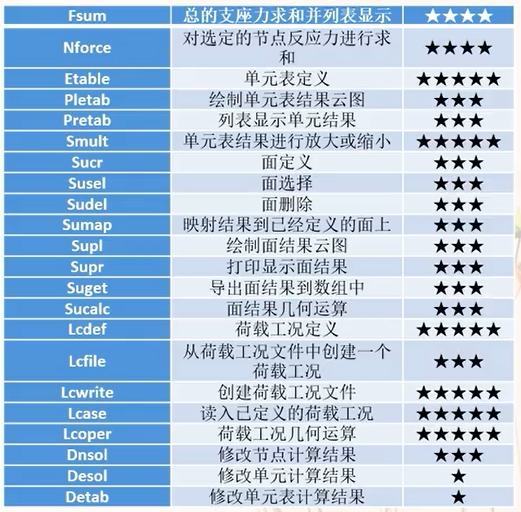 Fsum 总的支座力求和并列表显示 ★★★★
Nforce 对选定的节点反应力进行求
和 ★★★★
Etable 单元表定义 ★★★★★
Pletab 绘制单元表结果云图 ★★★
Pretab 列表显示单元结果 ★★★
Smult 单元表结果进行放大或缩小 ★★★★★
Sucr 面定义 ★★★
Susel 面选择 ★★★
Sudel 面删除 ★★★
Sumap 映射结果到已经定义的面上 ★★★
Supl 绘制面结果云图 ★★★
Supr 打印显示面结果 ★★★
Suget 导出面结果到数组中 ★★★
Sucalc 面结果几何运算 ★★★
Lcdef 荷载工况定义 ★★★★★
Lcfile 从荷载工况文件中创建一个
荷载工况 ★★★
Lcwrite 创建荷载工况文件 ★★★★★
Lcase 读入已定义的荷载工况 ★★★★★
Lcoper 荷载工况几何运算 ★★★★★
Dnsol 修改节点计算结果 ★★★
Desol 修改单元计算结果 ★
Detab 修改单元表计算结果 ★